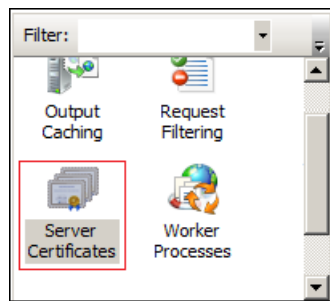 Filter:
Output Request
Caching Filtering
Server Worker
Certificates Processes